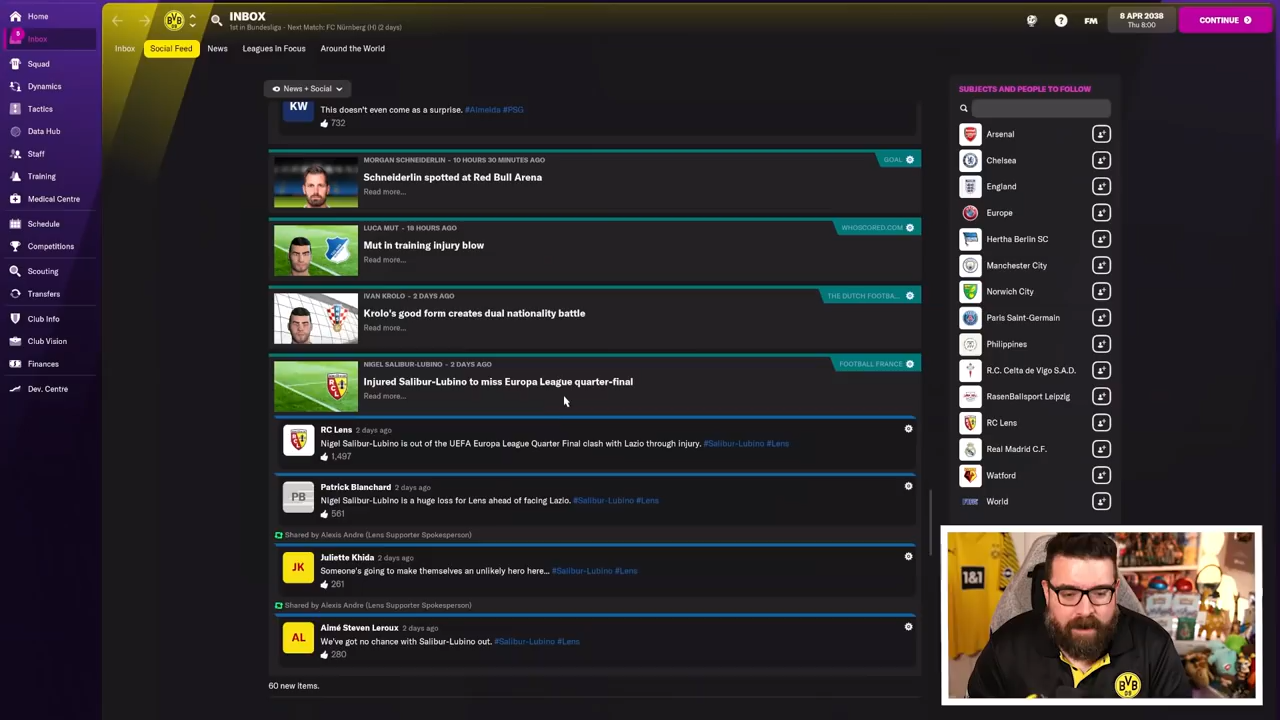 Home
INBOX
1st in Bundesliga - Next Match: FC Nürnberg (H) (2 days)
FM
8 APR 2038
Thu 8:00
CONTINUE
5
Inbox
Inbox
Social Feed
News
Leagues in Focus
Around the World
Squad
Dynamics
Tactics
Data Hub
Staff
Training
Medical Centre
Schedule
Competitions
Scouting
Transfers
Club Info
Club Vision
Finances
Dev. Centre
News + Social
KW
This doesn't even come as a surprise. #Almeida #PSG
732
MORGAN SCHNEIDERLIN - 10 HOURS 30 MINUTES AGO
GOAL
Schneiderlin spotted at Red Bull Arena
Read more...
LUCA MUT - 18 HOURS AGO
WHOSCORED.COM
Mut in training injury blow
Read more...
IVAN KROLO - 2 DAYS AGO
THE DUTCH FOOTBA...
Krolo's good form creates dual nationality battle
Read more...
NIGEL SALIBUR-LUBINO - 2 DAYS AGO
FOOTBALL FRANCE
Injured Salibur-Lubino to miss Europa League quarter-final
Read more...
RC Lens 2 days ago
Nigel Salibur-Lubino is out of the UEFA Europa League Quarter Final clash with Lazio through injury. #Salibur-Lubino #Lens
1,497
PB
Patrick Blanchard 2 days ago
Nigel Salibur-Lubino is a huge loss for Lens ahead of facing Lazio. #Salibur-Lubino #Lens
561
Shared by Alexis Andre (Lens Supporter Spokesperson)
JK
Juliette Khida 2 days ago
Someone's going to make themselves an unlikely hero here... #Salibur-Lubino #Lens
261
Shared by Alexis Andre (Lens Supporter Spokesperson)
AL
Aimé Steven Leroux 2 days ago
We've got no chance with Salibur-Lubino out. #Salibur-Lubino #Lens
280
60 new items.
SUBJECTS AND PEOPLE TO FOLLOW
Arsenal
Chelsea
England
Europe
Hertha Berlin SC
Manchester City
Norwich City
Paris Saint-Germain
Philippines
R.C. Celta de Vigo S.A.D.
RasenBallsport Leipzig
RC Lens
Real Madrid C.F.
Watford
World
1&1
BVB
09